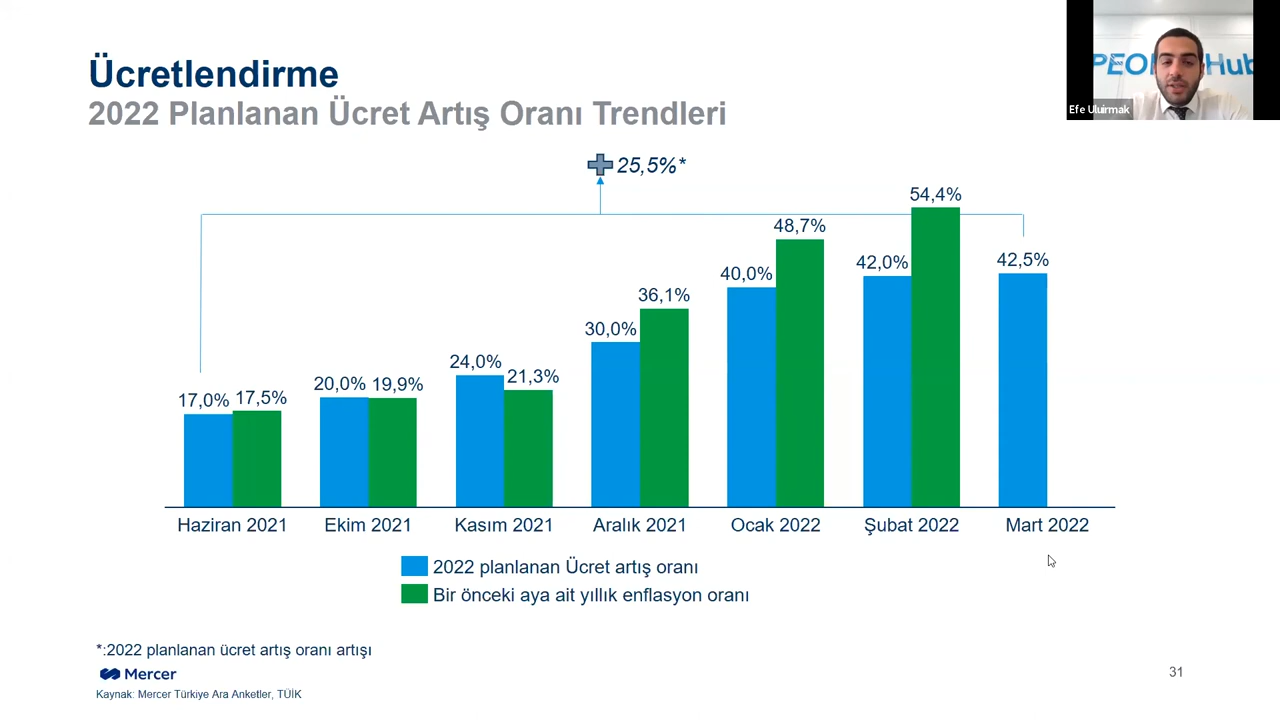 Ücretlendirme
2022 Planlanan Ücret Artış Oranı Trendleri
Efe Uluirmak
25,5%*
17,0% 17,5% 20,0% 19,9% 24,0% 21,3% 30,0% 36,1% 40,0% 48,7% 42,0% 54,4% 42,5%
Haziran 2021 Ekim 2021 Kasım 2021 Aralık 2021 Ocak 2022 Şubat 2022 Mart 2022
2022 planlanan Ücret artış oranı
Bir önceki aya ait yıllık enflasyon oranı
*:2022 planlanan ücret artış oranı artışı
Mercer
Kaynak: Mercer Türkiye Ara Anketler, TÜİK
31